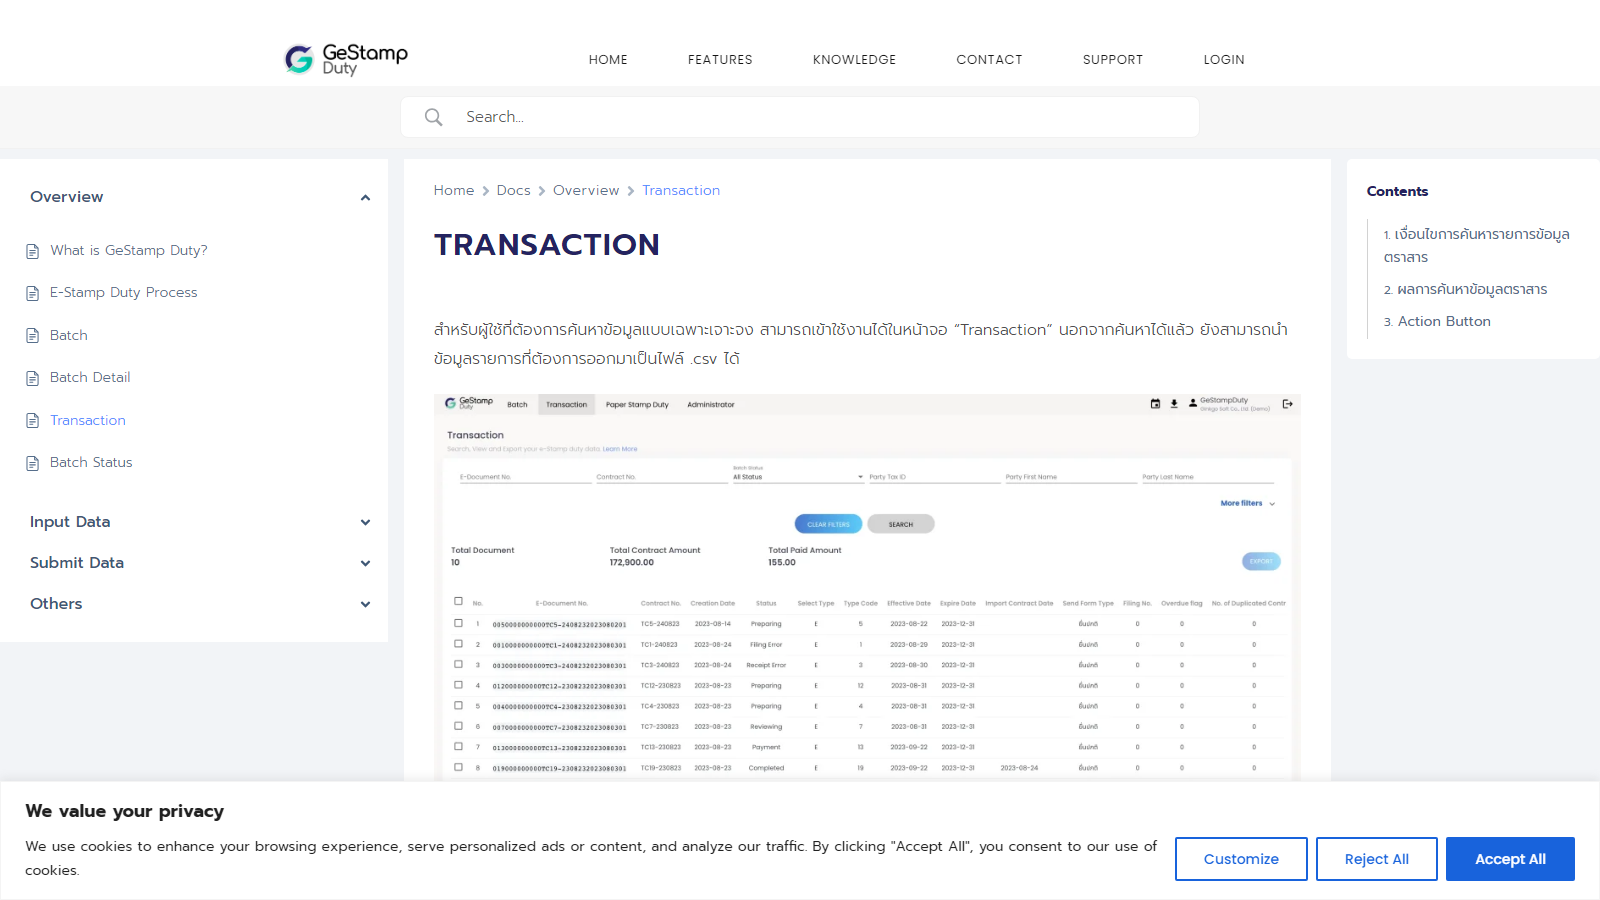 GeStamp
Duty
HOME
FEATURES
KNOWLEDGE
CONTACT
SUPPORT
LOGIN
Search...
Overview
What is GeStamp Duty?
E-Stamp Duty Process
Batch
Batch Detail
Transaction
Batch Status
Input Data
Submit Data
Others
Home > Docs > Overview > Transaction
TRANSACTION
สำหรับผู้ใช้ที่ต้องการค้นหาข้อมูลแบบเฉพาะเจาะจง สามารถเข้าใช้งานได้ในหน้าจอ “Transaction” นอกจากค้นหาได้แล้ว ยังสามารถนำ
ข้อมูลรายการที่ต้องการออกมาเป็นไฟล์ .csv ได้
GeStamp Duty Batch Transaction Paper Stamp Duty Administrator GeStampDuty
Ginkgo Soft Co., Ltd. (Demo)
Transaction
Search, View and Export your e-Stamp duty data. Learn More
Batch Status
E-Document No. Contract No. All Status Party Tax ID Party First Name Party Last Name
More filters
CLEAR FILTERS SEARCH
Total Document Total Contract Amount Total Paid Amount
10 172,900.00 155.00
EXPORT
No. E-Document No. Contract No. Creation Date Status Select Type Type Code Effective Date Expire Date Import Contract Date Send Form Type Filing No. Overdue flag No. of Duplicated Contr
1 005000000000TC5-2408232023080201 TC5-240823 2023-08-14 Preparing E 5 2023-08-22 2023-12-31 ยื่นปกติ 0 0 0
2 001000000000TC1-2408232023080301 TC1-240823 2023-08-24 Filing Error E 1 2023-08-29 2023-12-31 ยื่นปกติ 0 0 0
3 003000000000TC3-2408232023080301 TC3-240823 2023-08-24 Receipt Error E 3 2023-08-30 2023-12-31 ยื่นปกติ 0 0 0
4 012000000000TC12-2308232023080301 TC12-230823 2023-08-23 Preparing E 12 2023-08-31 2023-12-31 ยื่นปกติ 0 0 0
5 004000000000TC4-2308232023080301 TC4-230823 2023-08-23 Preparing E 4 2023-08-31 2023-12-31 ยื่นปกติ 0 0 0
6 007000000000TC7-2308232023080301 TC7-230823 2023-08-23 Reviewing E 7 2023-08-31 2023-12-31 ยื่นปกติ 0 0 0
7 013000000000TC13-2308232023080301 TC13-230823 2023-08-23 Payment E 13 2023-09-22 2023-12-31 ยื่นปกติ 0 0 0
8 019000000000TC19-2308232023080301 TC19-230823 2023-08-23 Completed E 19 2023-09-22 2023-12-31 2023-08-24 ยื่นปกติ 0 0 0
Contents
1. เงื่อนไขการค้นหารายการข้อมูล
ตราสาร
2. ผลการค้นหาข้อมูลตราสาร
3. Action Button
We value your privacy
We use cookies to enhance your browsing experience, serve personalized ads or content, and analyze our traffic. By clicking "Accept All", you consent to our use of
cookies.
Customize
Reject All
Accept All